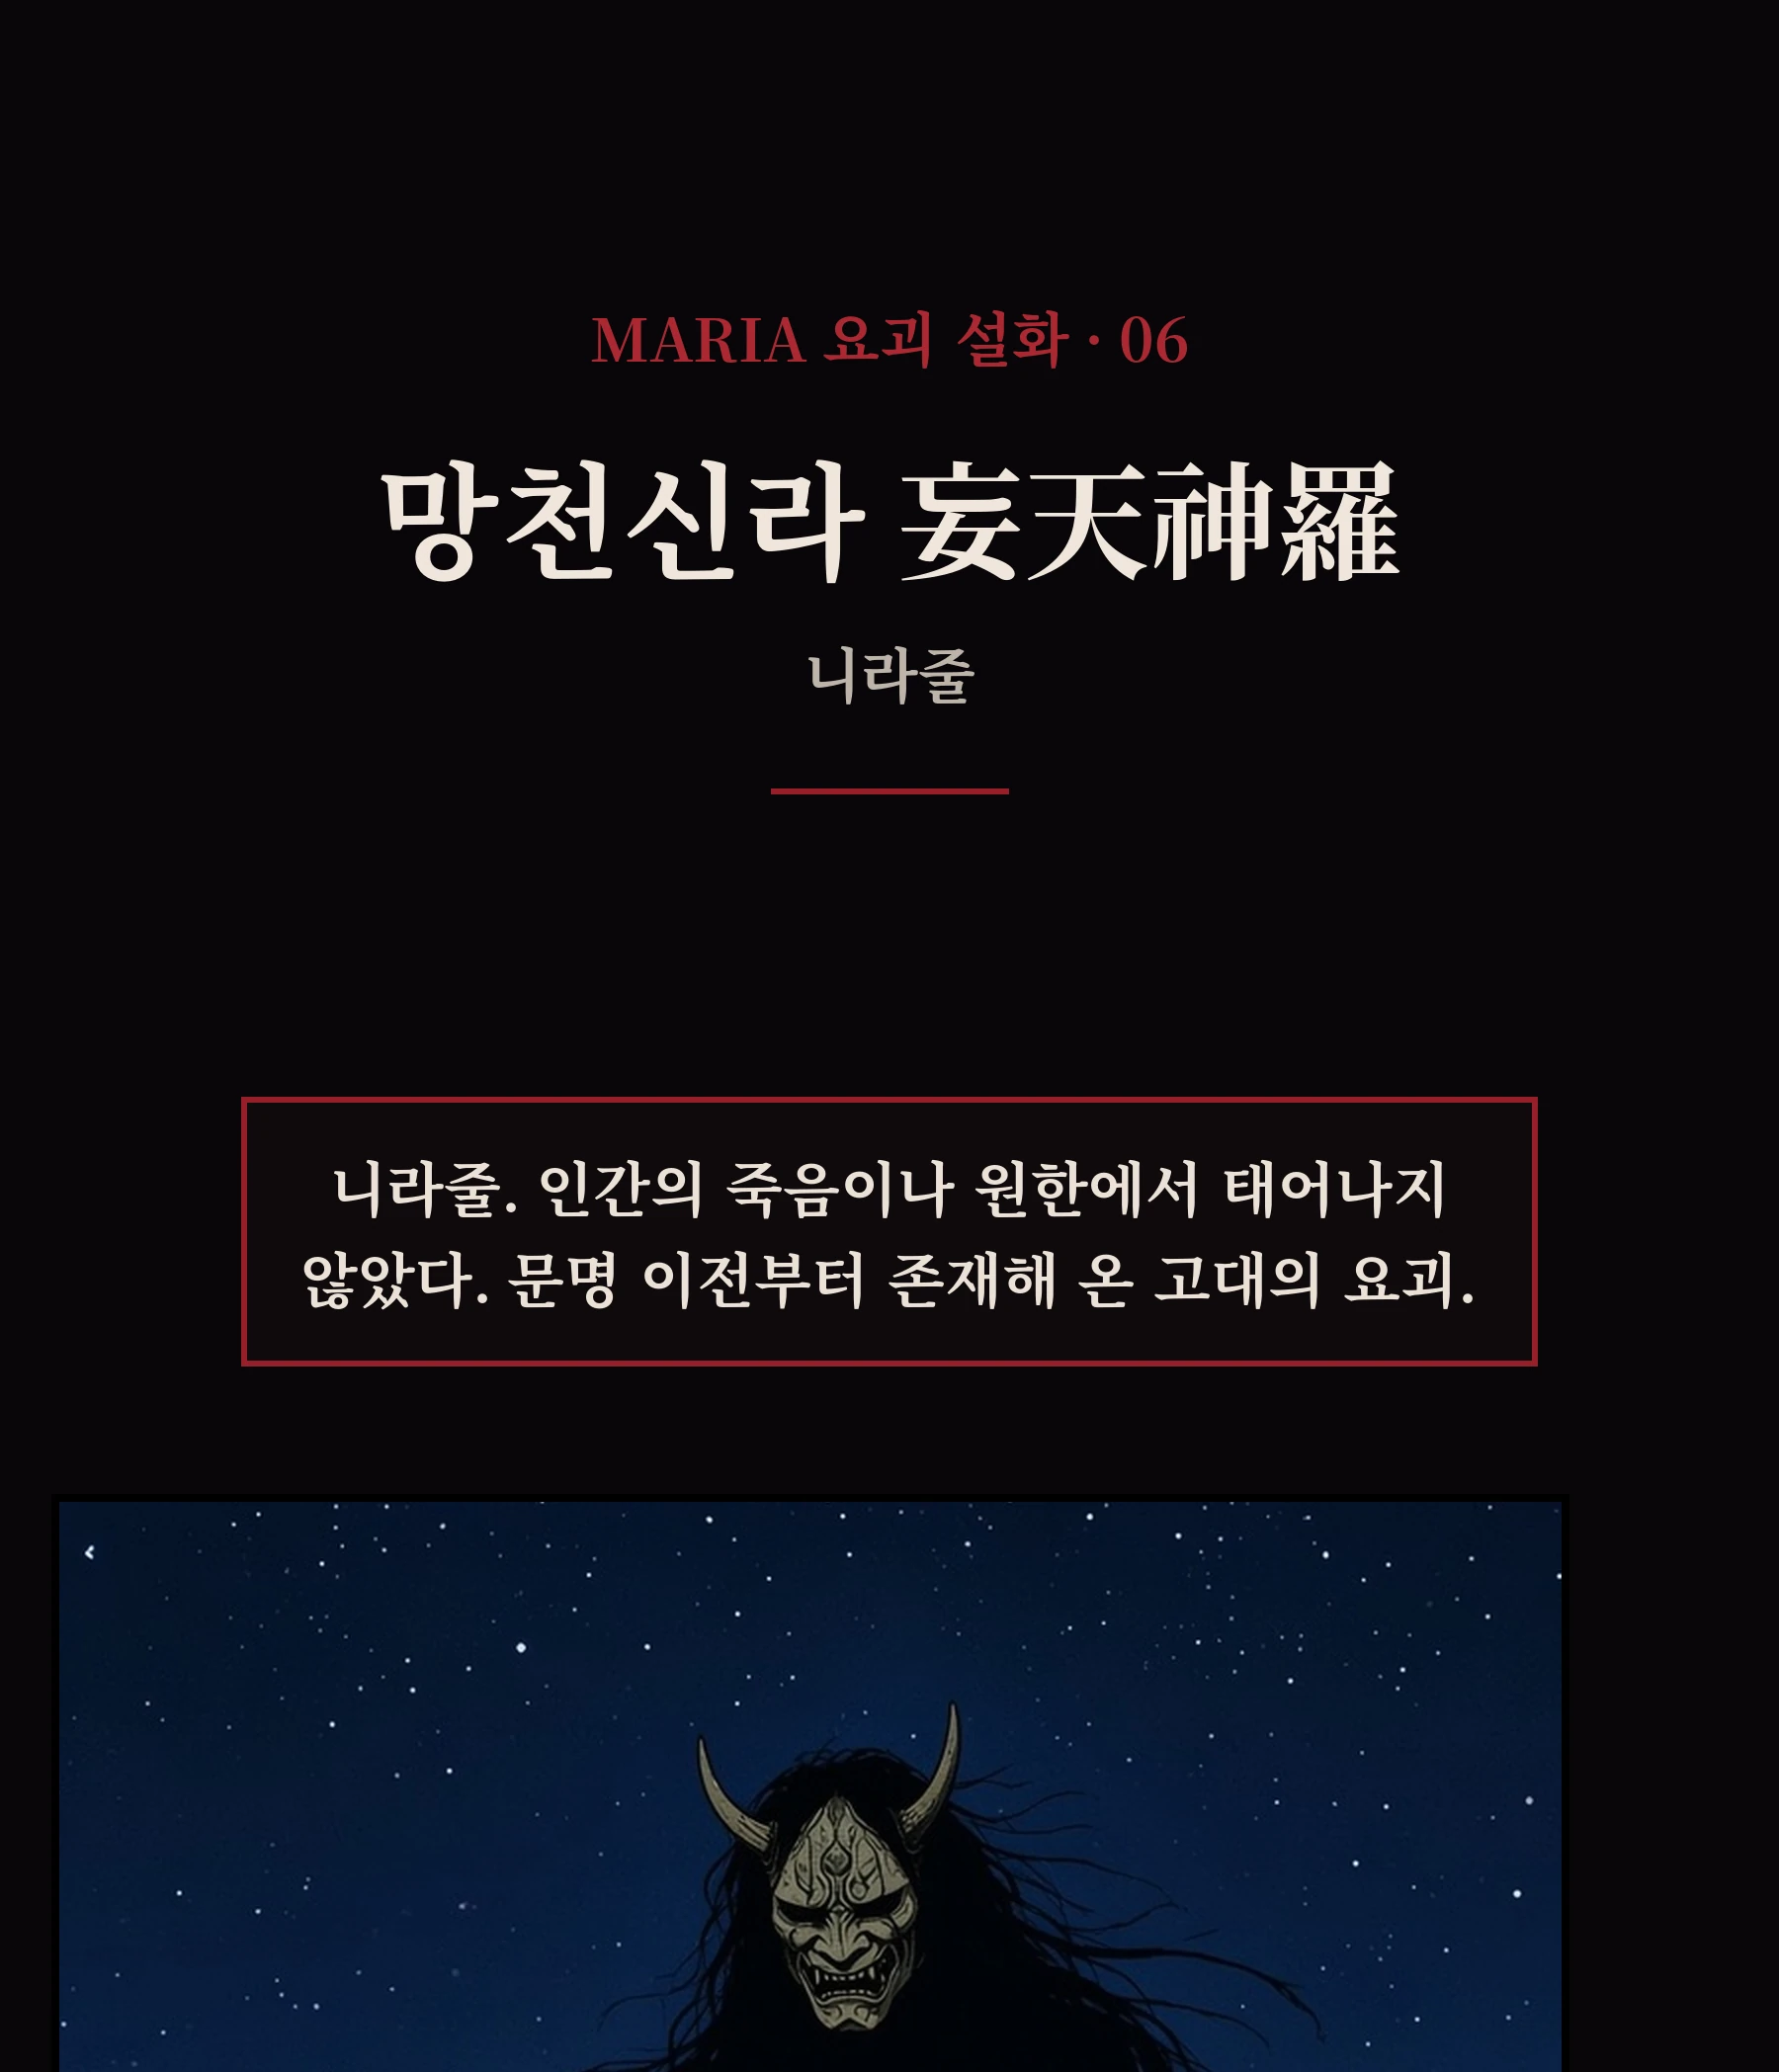 MARIA 요괴 설화 · 06
망천신라 妄天神羅
니라줄
니라줄. 인간의 죽음이나 원한에서 태어나지
않았다. 문명 이전부터 존재해 온 고대의 요괴.